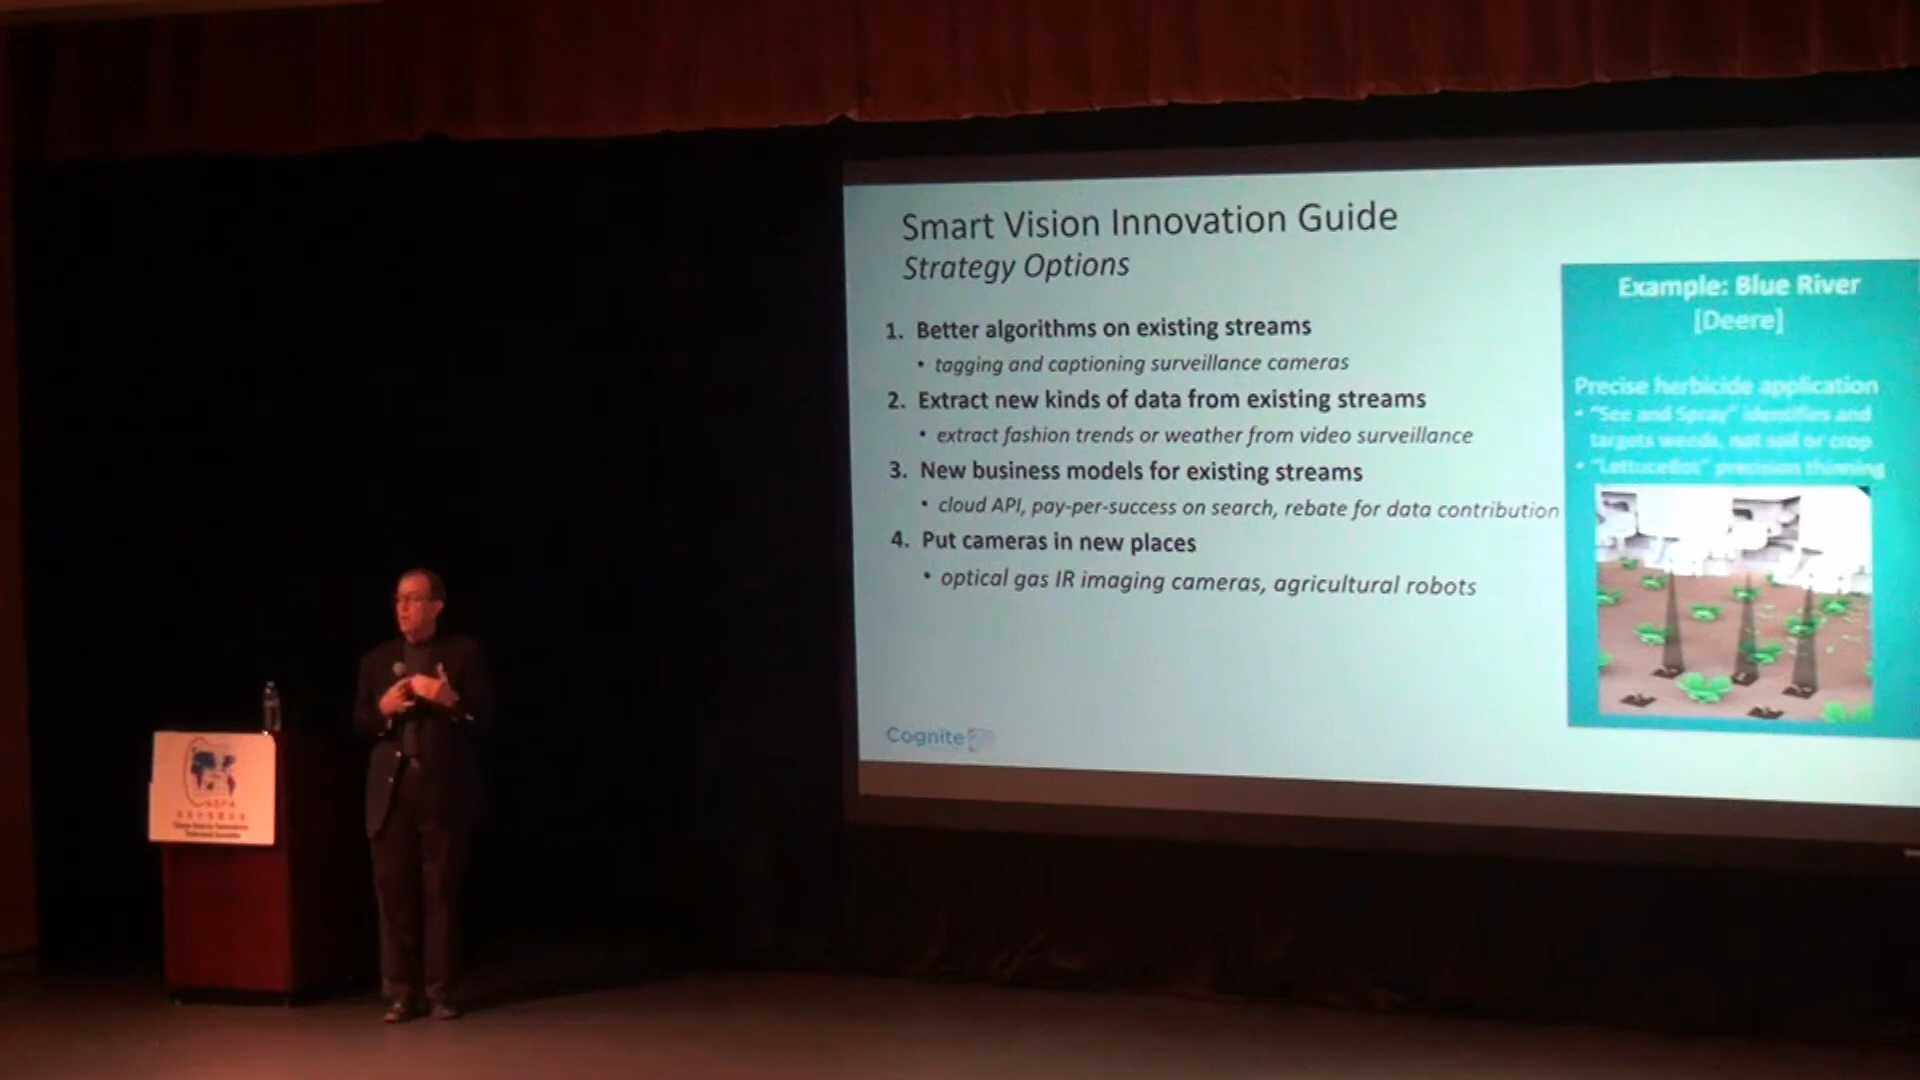 Smart Vision Innovation Guide
Strategy Options
1. Better algorithms on existing streams
• tagging and captioning surveillance cameras
2. Extract new kinds of data from existing streams
• extract fashion trends or weather from video surveillance
3. New business models for existing streams
• cloud API, pay-per-success on search, rebate for data contribution
4. Put cameras in new places
• optical gas IR imaging cameras, agricultural robots
Example: Blue River
[Deere]
Precise herbicide application
• "See and Spray" identifies and
targets weeds, not soil or crop
• "LettuceBot" precision thinning
Cognite